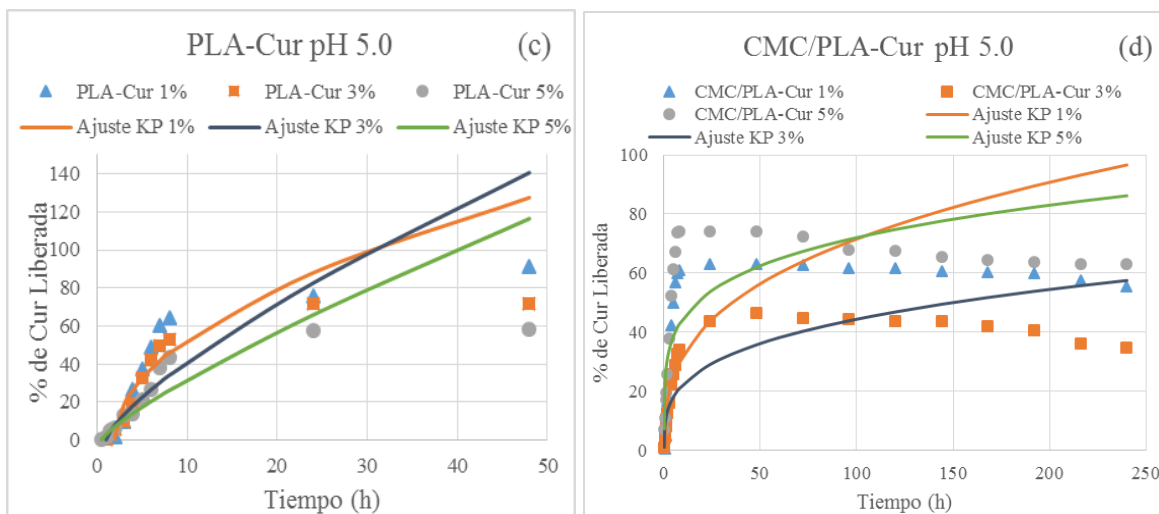 PLA-Cur pH 5.0 (c)
PLA-Cur 1% PLA-Cur 3% PLA-Cur 5%
Ajuste KP 1% Ajuste KP 3% Ajuste KP 5%
140
120
100
80
60
40
20
0
% de Cur Liberada
0 10 20 30 40 50
Tiempo (h)
CMC/PLA-Cur pH 5.0 (d)
CMC/PLA-Cur 1% CMC/PLA-Cur 3%
CMC/PLA-Cur 5% Ajuste KP 1%
Ajuste KP 3% Ajuste KP 5%
100
80
60
40
20
0
% de Cur Liberada
0 50 100 150 200 250
Tiempo (h)